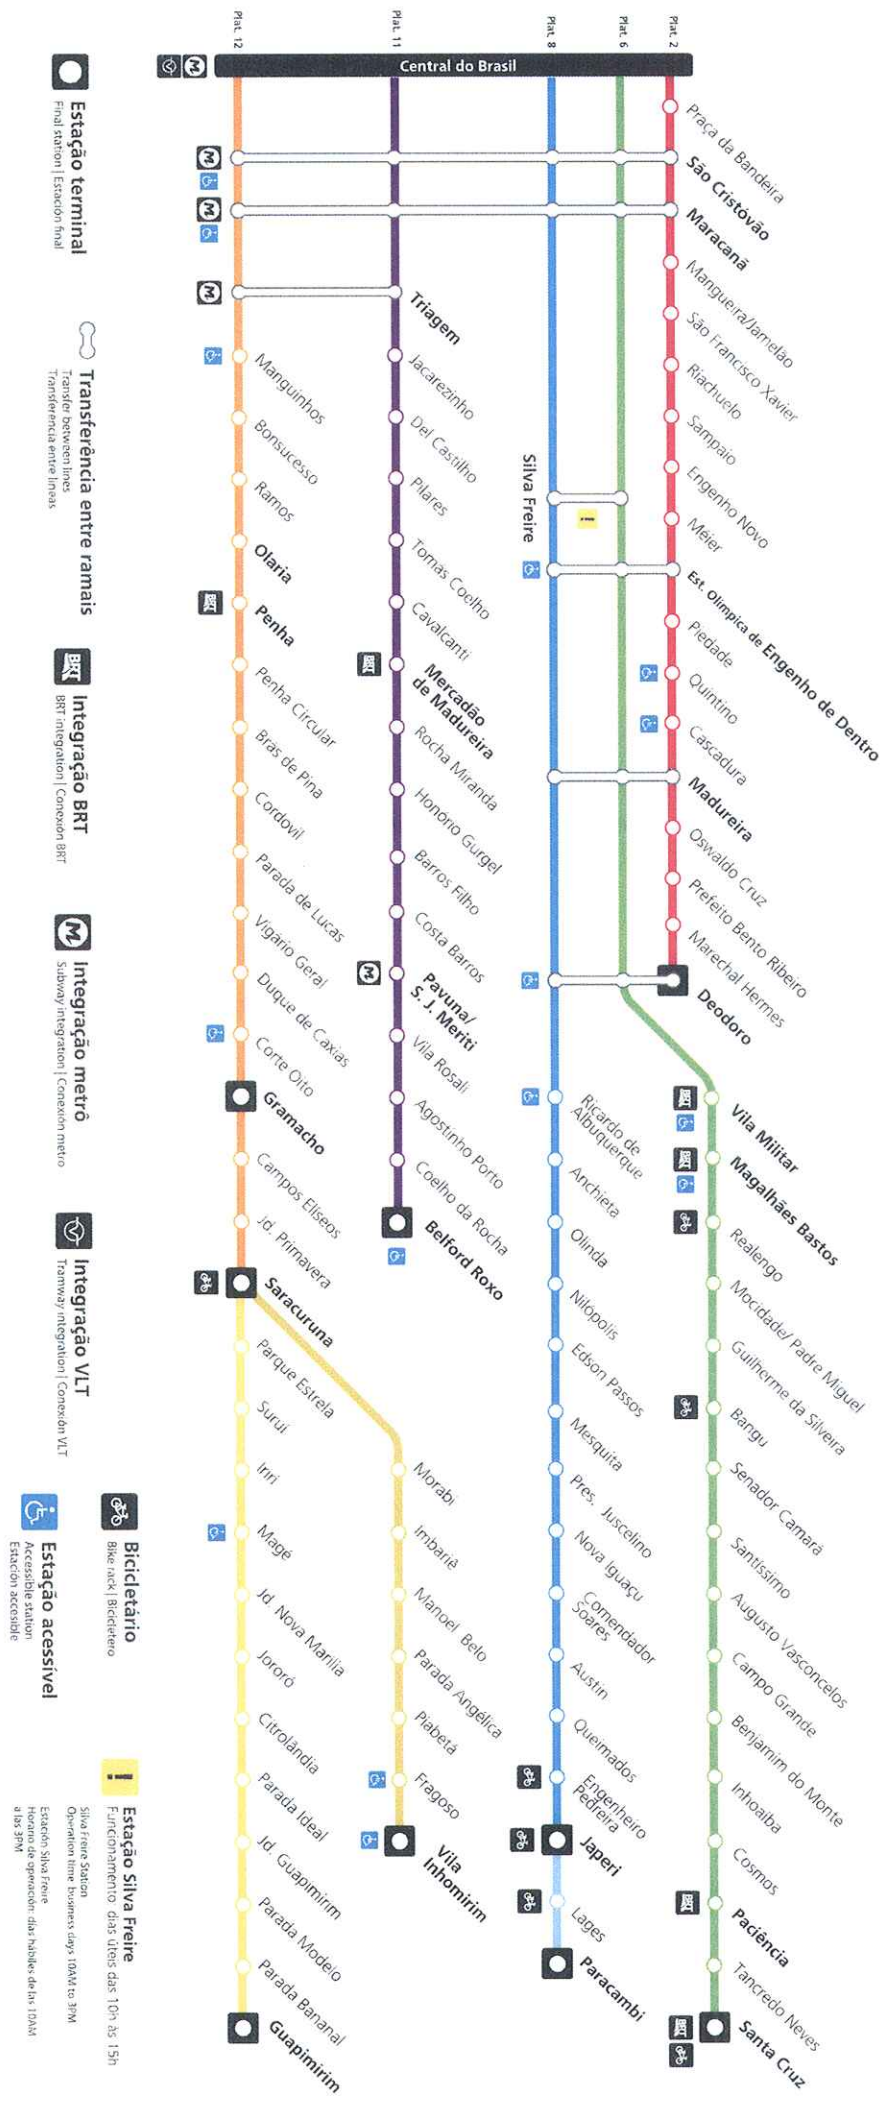 Plat. 12
Plat. 11
Plat. 8
Plat. 6
Plat. 2
Central do Brasil
Praça da Bandeira
São Cristóvão
Maracanã
Mangueira/Jamelão
São Francisco Xavier
Riachuelo
Sampaio
Engenho Novo
Méier
Est. Olímpica de Engenho de Dentro
Piedade
Quintino
Cascadura
Madureira
Oswaldo Cruz
Prefeito Bento Ribeiro
Marechal Hermes
Deodoro
Vila Militar
Magalhães Bastos
Realengo
Mocidade/ Padre Miguel
Guilherme da Silveira
Bangu
Senador Camará
Santíssimo
Augusto Vasconcelos
Campo Grande
Benjamim do Monte
Inhoaíba
Cosmos
Paciência
Tancredo Neves
Santa Cruz
Silva Freire
!
Ricardo de
Albuquerque
Anchieta
Olinda
Nilópolis
Edson Passos
Mesquita
Pres. Juscelino
Nova Iguaçu
Comendador
Soares
Austin
Queimados
Engenheiro
Pedreira
Japeri
Lages
Paracambi
Triagem
Jacarezinho
Del Castilho
Pilares
Tomás Coelho
Cavalcanti
Mercadão
de Madureira
Rocha Miranda
Honório Gurgel
Barros Filho
Costa Barros
Pavuna/
S. J. Meriti
Vila Rosali
Agostinho Porto
Coelho da Rocha
Belford Roxo
Morabi
Imbariê
Manoel Belo
Parada Angélica
Piabetá
Fragoso
Vila
Inhomirim
Manguinhos
Bonsucesso
Ramos
Olaria
Penha
Penha Circular
Brás de Pina
Cordovil
Parada de Lucas
Vigário Geral
Duque de Caxias
Corte Oito
Gramacho
Campos Elíseos
Jd. Primavera
Saracuruna
Parque Estrela
Suruí
Iriri
Magé
Jd. Nova Marília
Jororó
Citrolândia
Parada Ideal
Jd. Guapimirim
Parada Modelo
Parada Bananal
Guapimirim
M
M
M
M
M
BRT
BRT
BRT
BRT
BRT
BRT
Estação terminal
Final station | Estación final
Transferência entre ramais
Transfer between lines
Transferencia entre líneas
BRT
Integração BRT
BRT integration | Conexión BRT
M
Integração metrô
Subway integration | Conexión metro
Integração VLT
Tramway integration | Conexión VLT
Bicicletário
Bike rack | Bicicletero
Estação acessível
Accessible station
Estación accesible
!
Estação Silva Freire
Funcionamento dias úteis das 10h às 15h
Silva Freire Station
Operation time: business days 10AM to 3PM
Estación Silva Freire
Horario de operación: días hábiles de las 10AM
a las 3PM